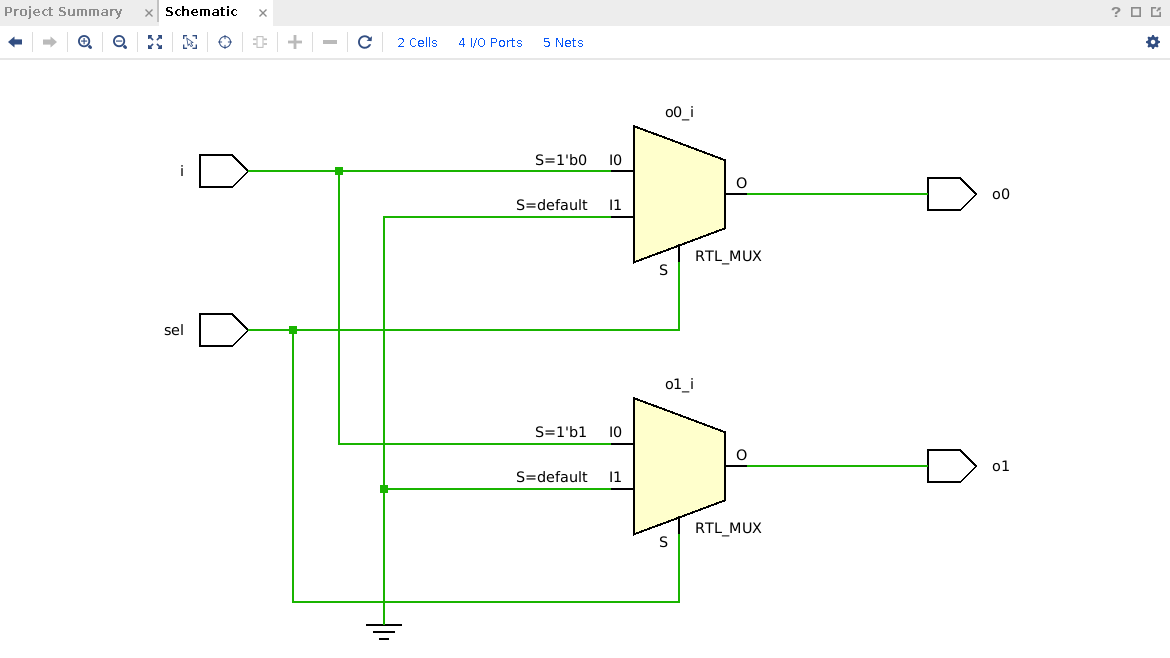 Project Summary × Schematic ×
?
2 Cells 4 I/O Ports 5 Nets
o0_i
S=1'b0 I0
i
O
S=default I1
o0
RTL_MUX
S
sel
o1_i
S=1'b1 I0
O
o1
S=default I1
RTL_MUX
S